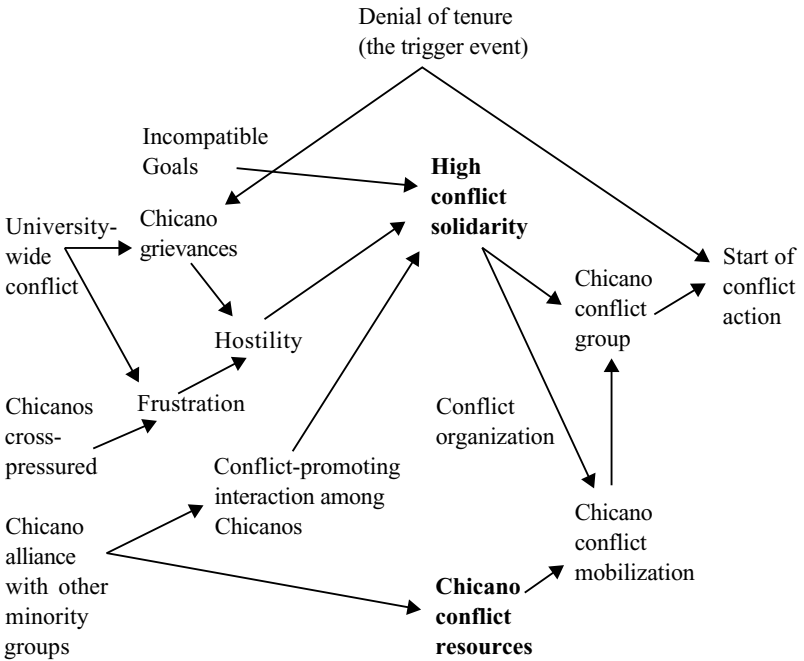 Denial of tenure
(the trigger event)
Incompatible
Goals
High
conflict
solidarity
University-
wide
conflict
Chicano
grievances
Start of
conflict
action
Chicano
conflict
group
Hostility
Chicanos
cross-
pressured
Frustration
Conflict
organization
Conflict-promoting
interaction among
Chicanos
Chicano
alliance
with other
minority
groups
Chicano
conflict
mobilization
Chicano
conflict
resources